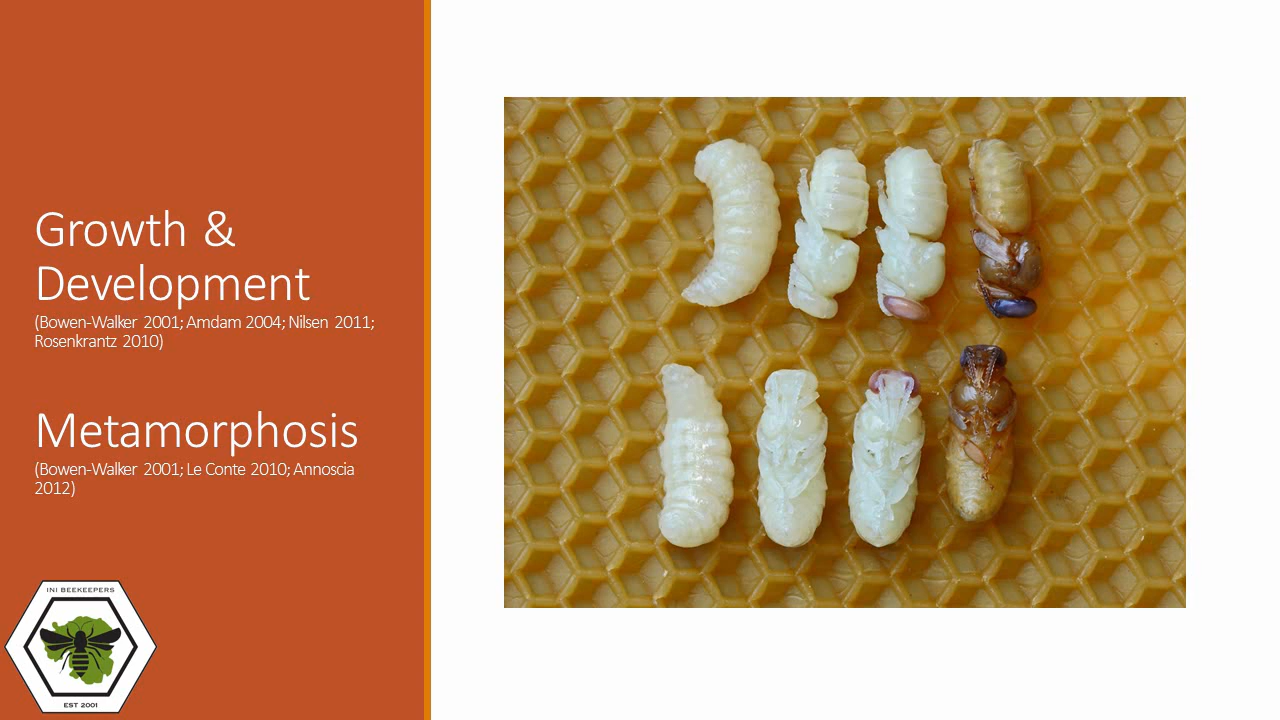 Growth &
Development
(Bowen-Walker 2001; Amdam 2004; Nilsen 2011;
Rosenkrantz 2010)
Metamorphosis
(Bowen-Walker 2001; Le Conte 2010; Annoscia
2012)
INI BEEKEEPERS
EST 2001